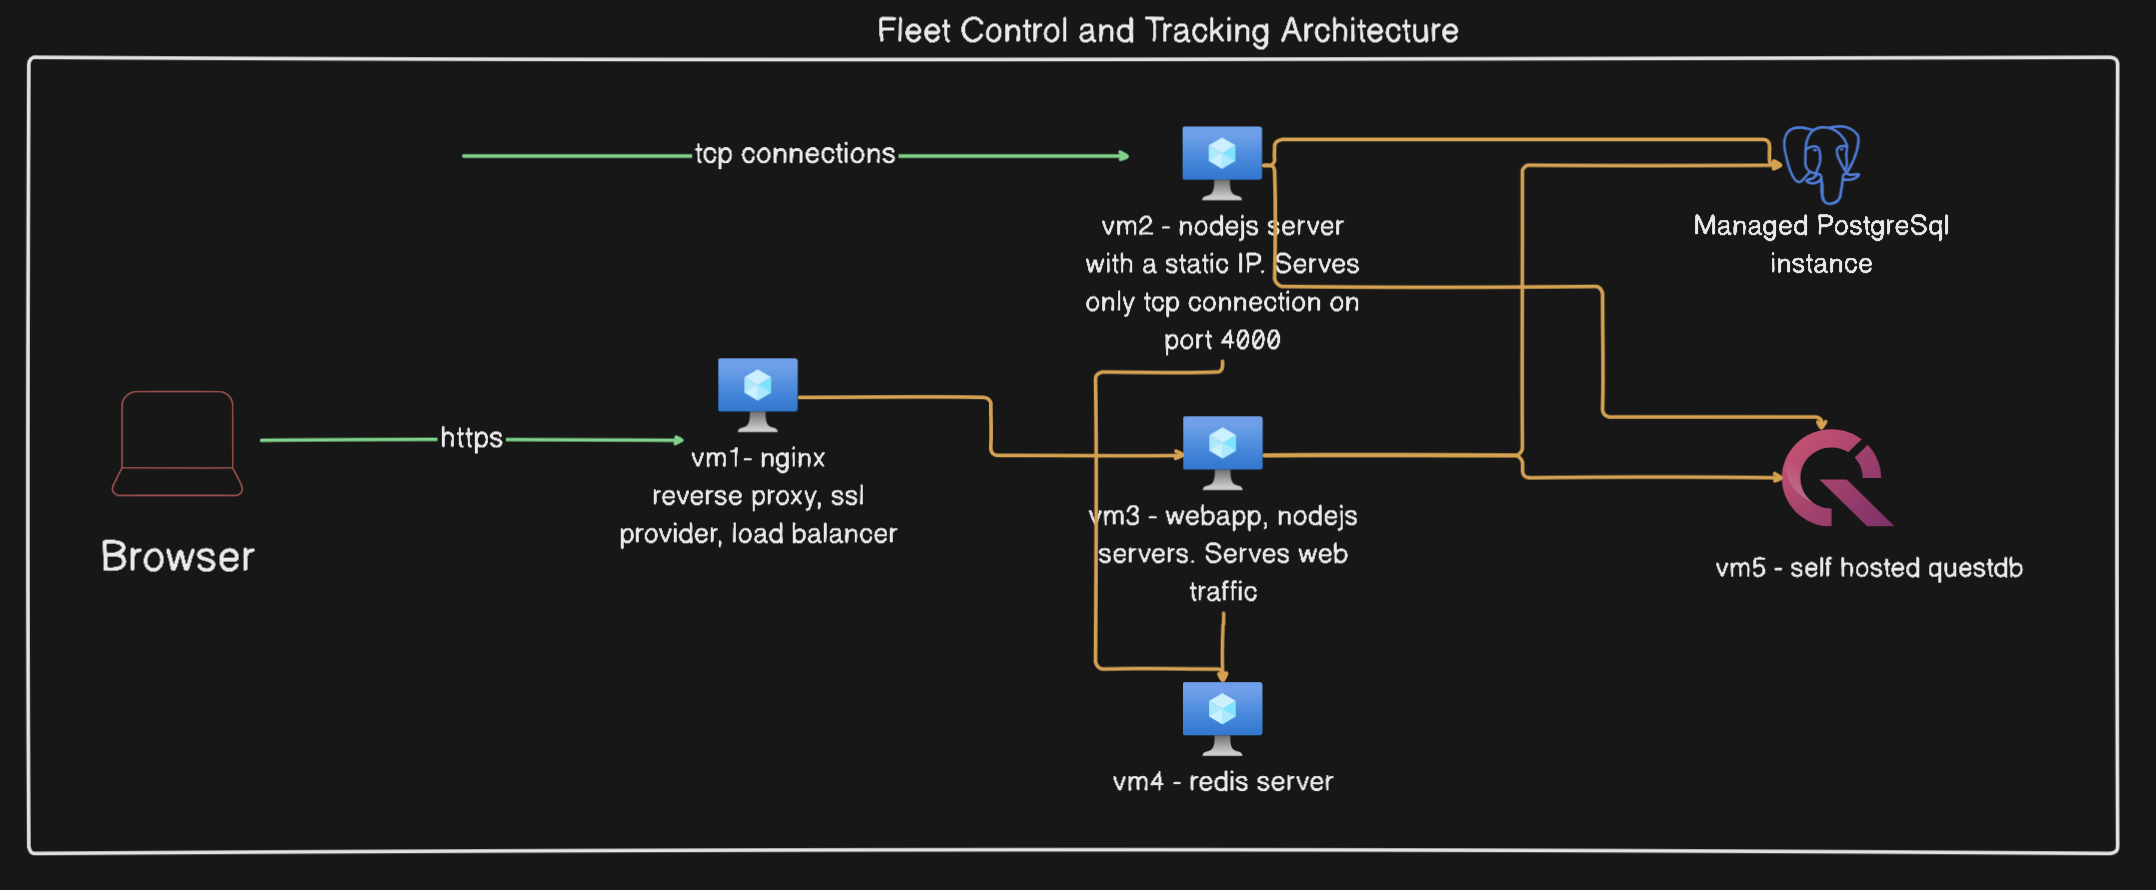 Fleet Control and Tracking Architecture
tcp connections
vm2 - nodejs server
with a static IP. Serves
only tcp connection on
port 4000
Managed PostgreSql
instance
Browser
https
vm1- nginx
reverse proxy, ssl
provider, load balancer
vm3 - webapp, nodejs
servers. Serves web
traffic
vm5 - self hosted questdb
vm4 - redis server